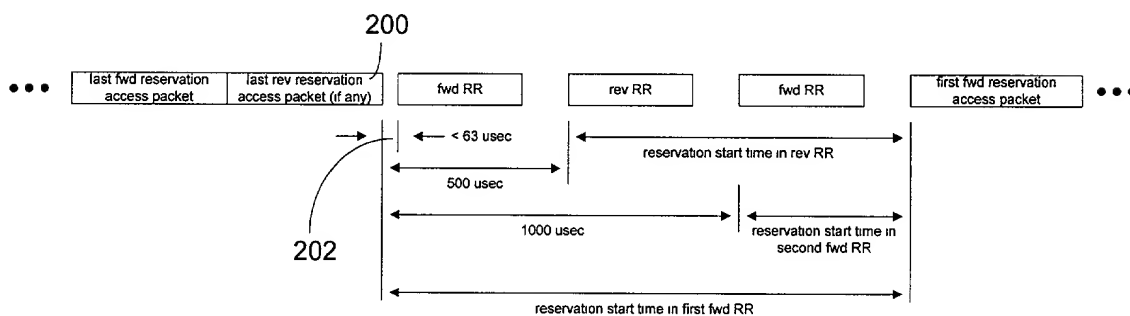 200
last fwd reservation
access packet
last rev reservation
access packet (if any)
fwd RR
rev RR
fwd RR
first fwd reservation
access packet
< 63 usec
reservation start time in rev RR
500 usec
1000 usec
reservation start time in
second fwd RR
202
reservation start time in first fwd RR